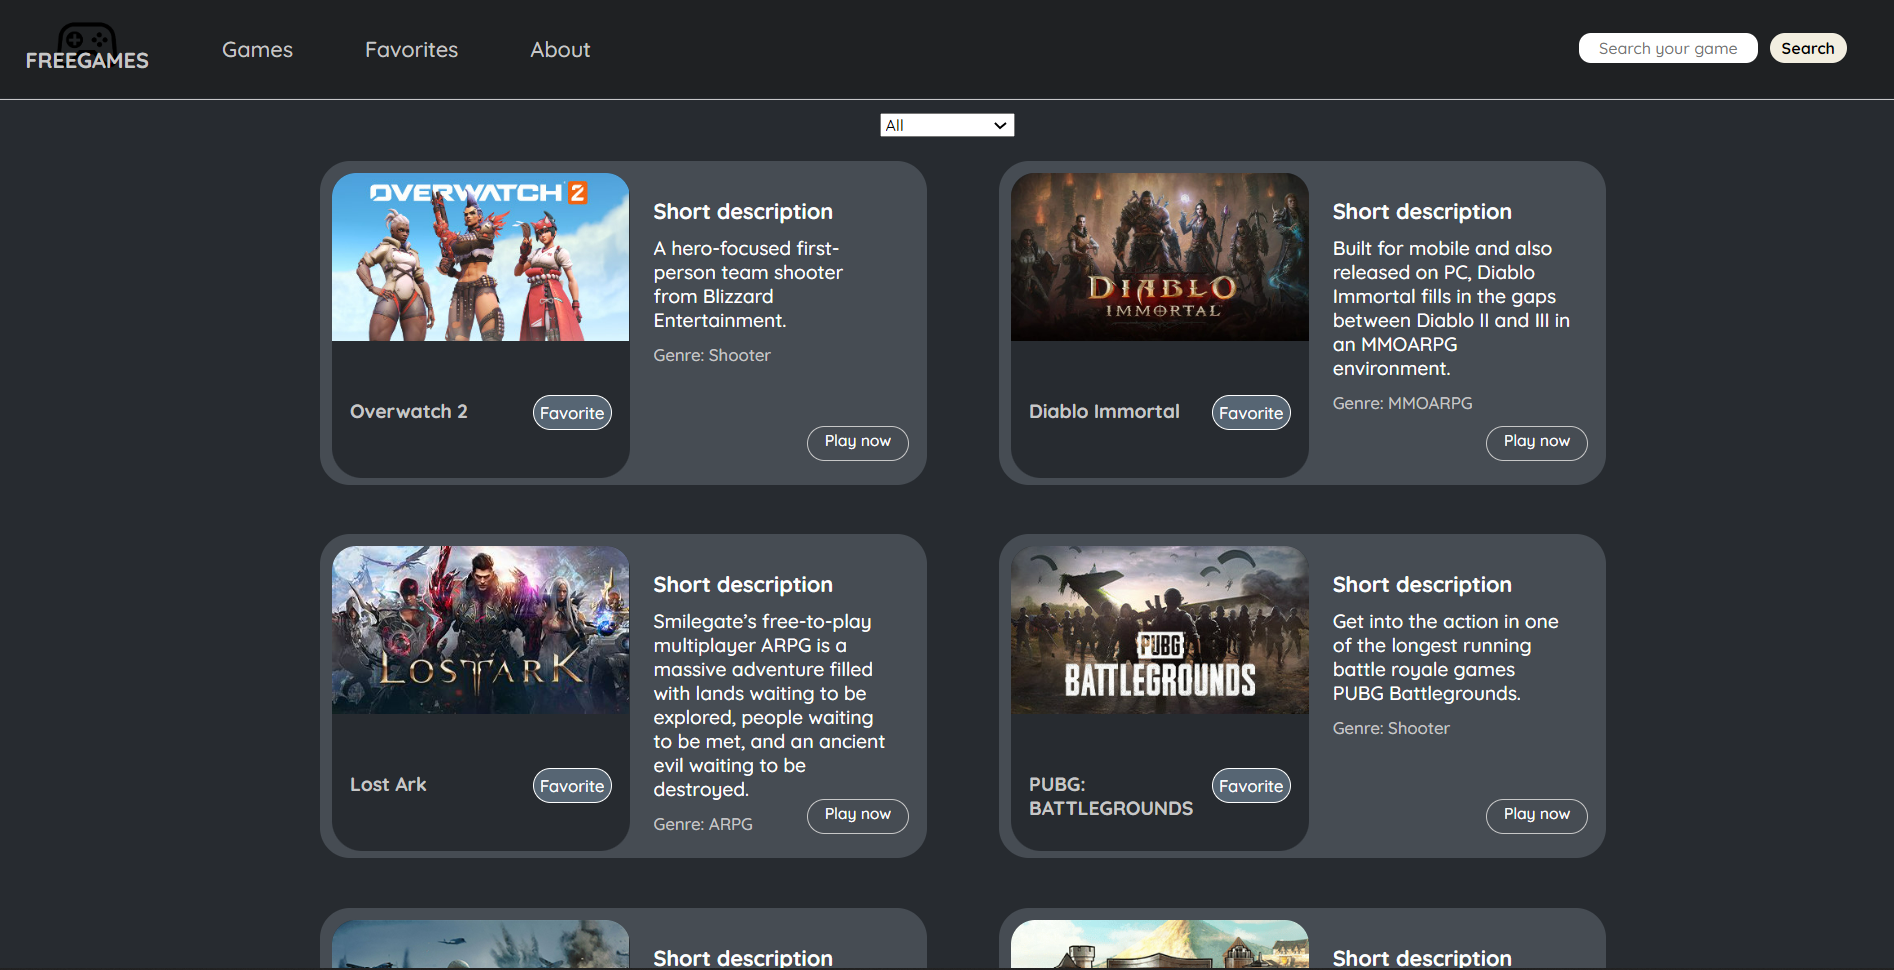 FREEGAMES
Games
Favorites
About
Search your game
Search
All
OVERWATCH 2
Short description
A hero-focused first-
person team shooter
from Blizzard
Entertainment.
Genre: Shooter
Overwatch 2
Favorite
Play now
DIABLO
IMMORTAL
Short description
Built for mobile and also
released on PC, Diablo
Immortal fills in the gaps
between Diablo II and III in
an MMOARPG
environment.
Genre: MMOARPG
Diablo Immortal
Favorite
Play now
LOST ARK
Short description
Smilegate’s free-to-play
multiplayer ARPG is a
massive adventure filled
with lands waiting to be
explored, people waiting
to be met, and an ancient
evil waiting to be
destroyed.
Genre: ARPG
Lost Ark
Favorite
Play now
PUBG
BATTLEGROUNDS
Short description
Get into the action in one
of the longest running
battle royale games
PUBG Battlegrounds.
Genre: Shooter
PUBG:
BATTLEGROUNDS
Favorite
Play now
Short description
Short description